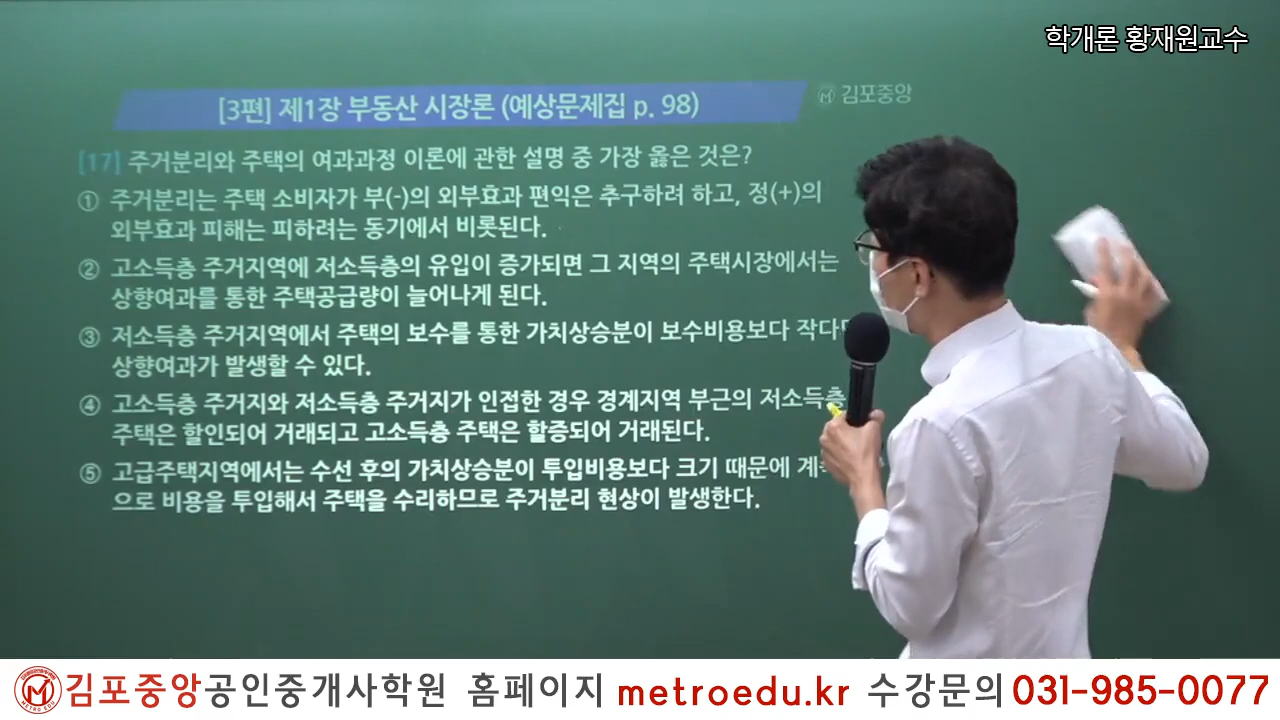 학개론 황재원교수
[3편] 제1장 부동산 시장론 (예상문제집 p. 98)
김포중앙
[17] 주거분리와 주택의 여과과정 이론에 관한 설명 중 가장 옳은 것은?
① 주거분리는 주택 소비자가 부(-)의 외부효과 편익은 추구하려 하고, 정(+)의
외부효과 피해는 피하려는 동기에서 비롯된다.
② 고소득층 주거지역에 저소득층의 유입이 증가되면 그 지역의 주택시장에서는
상향여과를 통한 주택공급량이 늘어나게 된다.
③ 저소득층 주거지역에서 주택의 보수를 통한 가치상승분이 보수비용보다
상향여과가 발생할 수 있다.
④ 고소득층 주거지와 저소득층 주거지가 인접한 경우 경계지역 부근의 저소득층
주택은 할인되어 거래되고 고소득층 주택은 할증되어 거래된다.
⑤ 고급주택지역에서는 수선 후의 가치상승분이 투입비용보다 크기 때문에
으로 비용을 투입해서 주택을 수리하므로 주거분리 현상이 발생한다.
METRO EDU
김포중앙공인중개사학원 홈페이지 metroedu.kr 수강문의 031-985-0077